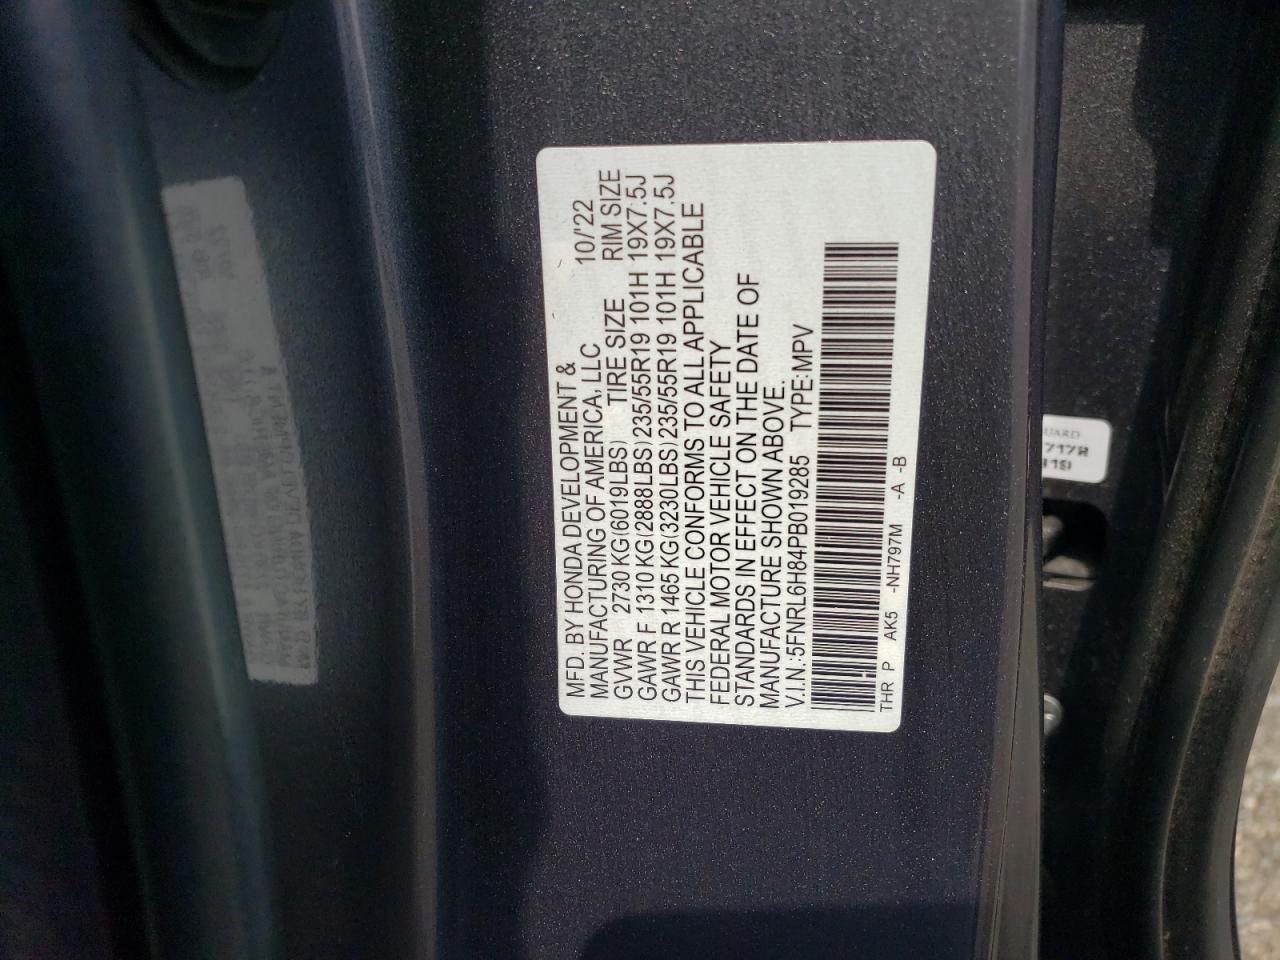 MFD. BY HONDA DEVELOPMENT &
MANUFACTURING OF AMERICA, LLC 10/'22
GVWR 2730 KG(6019LBS) TIRE SIZE RIM SIZE
GAWR F 1310 KG(2888LBS) 235/55R19 101H 19X7.5J
GAWR R 1465 KG(3230LBS) 235/55R19 101H 19X7.5J
THIS VEHICLE CONFORMS TO ALL APPLICABLE
FEDERAL MOTOR VEHICLE SAFETY
STANDARDS IN EFFECT ON THE DATE OF
MANUFACTURE SHOWN ABOVE.
V.I.N.:5FNRL6H84PB019285 TYPE:MPV
THR P AK5 -NH797M -A -B